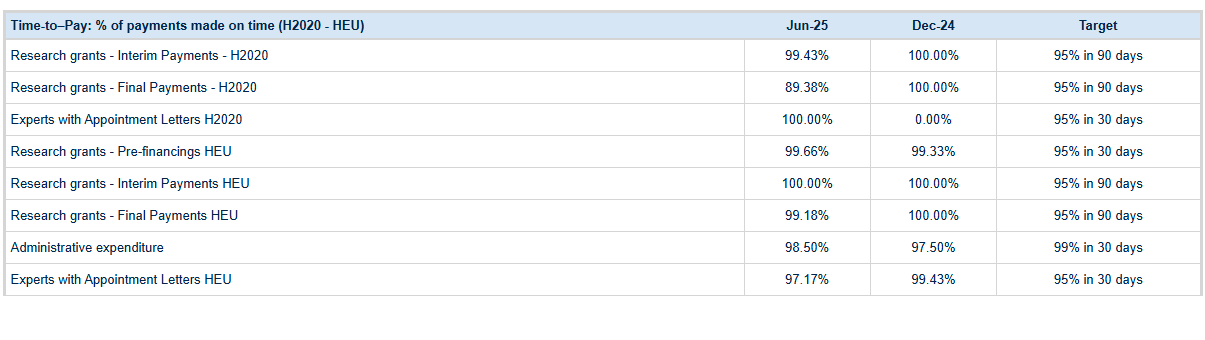 Time-to–Pay: % of payments made on time (H2020 - HEU) Jun-25 Dec-24 Target
Research grants - Interim Payments - H2020 99.43% 100.00% 95% in 90 days
Research grants - Final Payments - H2020 89.38% 100.00% 95% in 90 days
Experts with Appointment Letters H2020 100.00% 0.00% 95% in 30 days
Research grants - Pre-financings HEU 99.66% 99.33% 95% in 30 days
Research grants - Interim Payments HEU 100.00% 100.00% 95% in 90 days
Research grants - Final Payments HEU 99.18% 100.00% 95% in 90 days
Administrative expenditure 98.50% 97.50% 99% in 30 days
Experts with Appointment Letters HEU 97.17% 99.43% 95% in 30 days